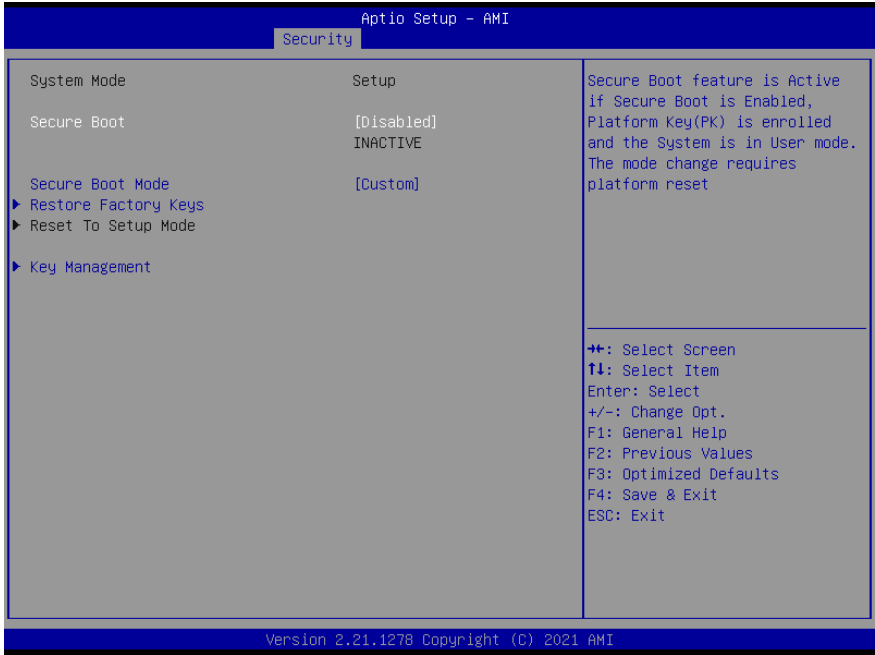 Aptio Setup – AMI
Security
System Mode Setup
Secure Boot [Disabled]
INACTIVE
Secure Boot Mode [Custom]
Restore Factory Keys
Reset To Setup Mode
Key Management
Secure Boot feature is Active
if Secure Boot is Enabled,
Platform Key(PK) is enrolled
and the System is in User mode.
The mode change requires
platform reset
→←: Select Screen
↑↓: Select Item
Enter: Select
+/-: Change Opt.
F1: General Help
F2: Previous Values
F3: Optimized Defaults
F4: Save & Exit
ESC: Exit
Version 2.21.1278 Copyright (C) 2021 AMI